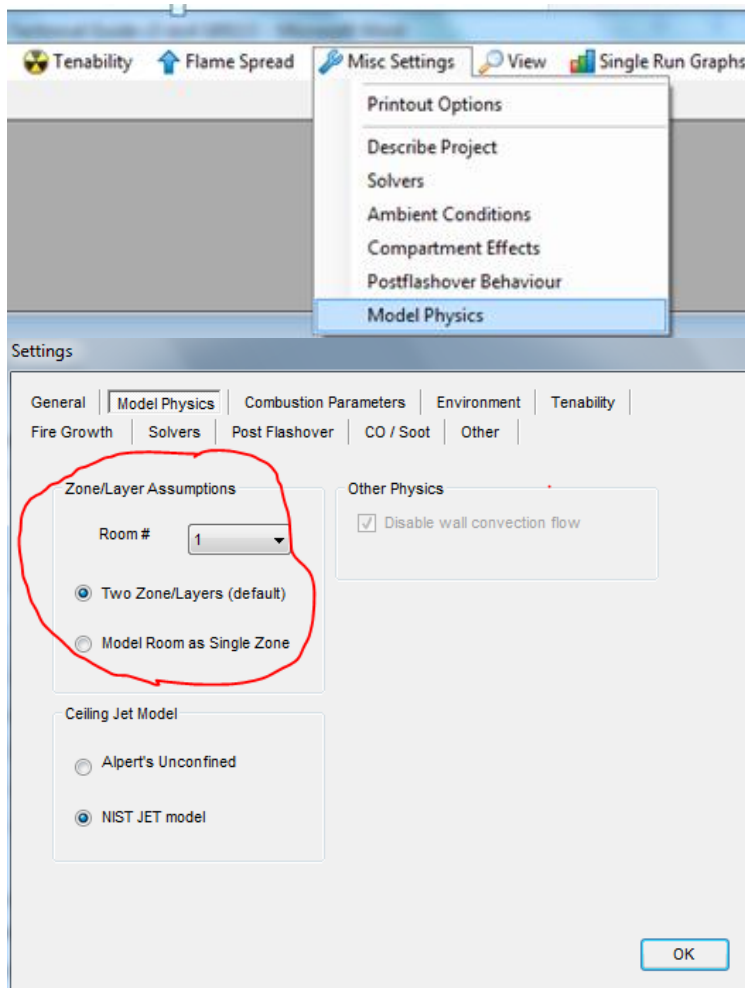 Tenability Flame Spread Misc Settings View Single Run Graphs
Printout Options
Describe Project
Solvers
Ambient Conditions
Compartment Effects
Postflashover Behaviour
Model Physics
Settings
General Model Physics Combustion Parameters Environment Tenability
Fire Growth Solvers Post Flashover CO / Soot Other
Zone/Layer Assumptions Other Physics
Room # 1 Disable wall convection flow
Two Zone/Layers (default)
Model Room as Single Zone
Ceiling Jet Model
Alpert's Unconfined
NIST JET model
OK